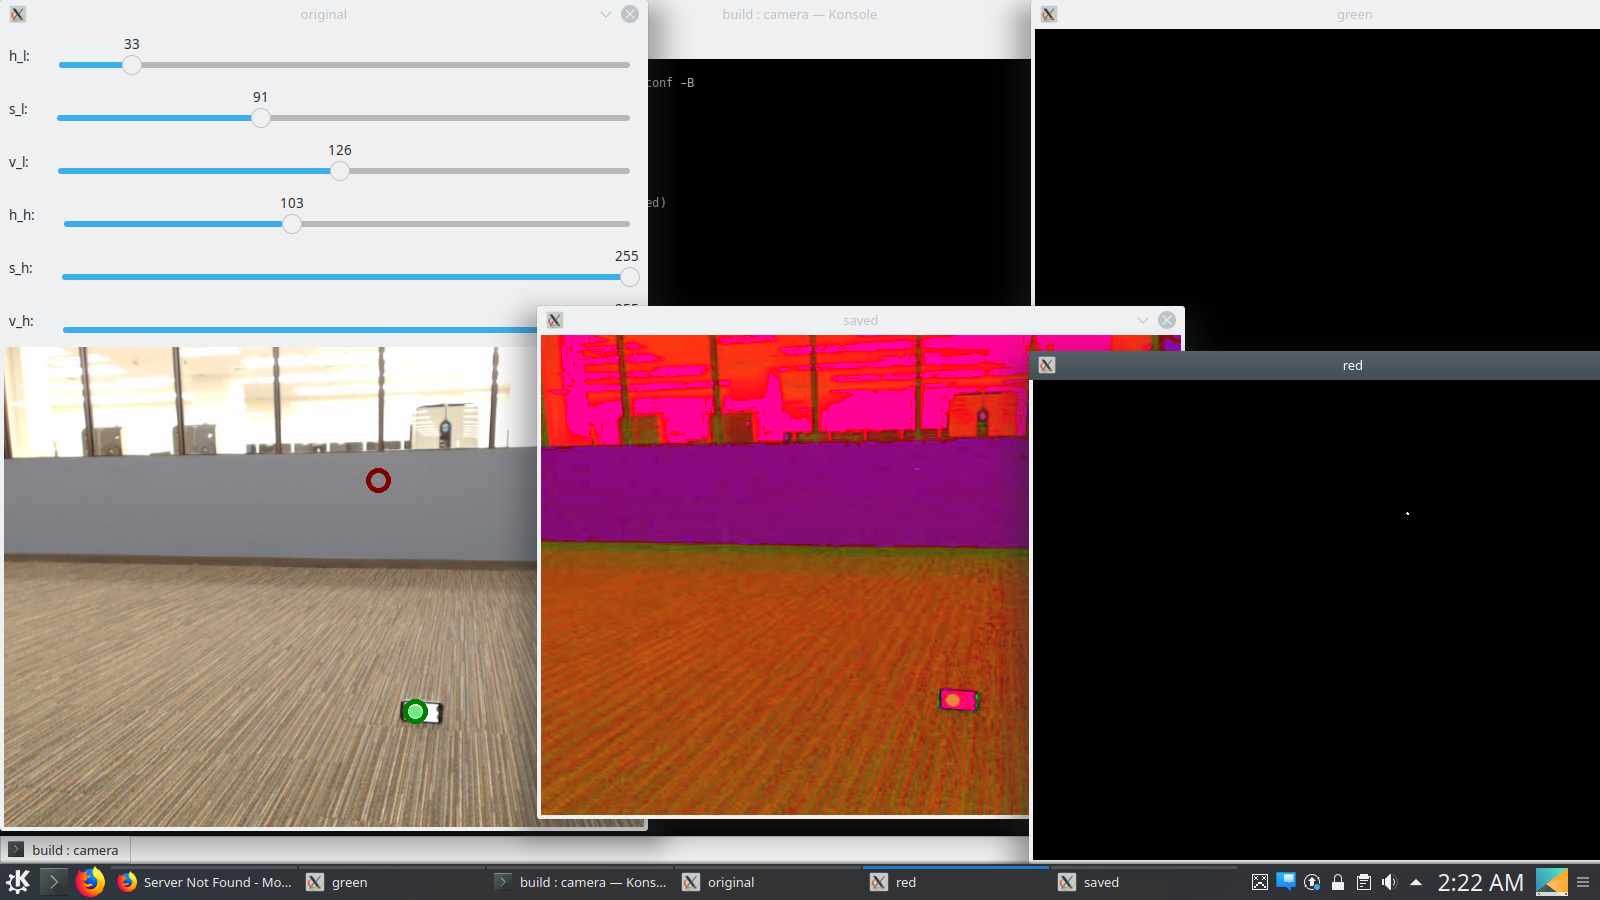 original
build : camera — Konsole
green
h_l:
33
s_l:
91
v_l:
126
h_h:
103
s_h:
255
v_h:
conf -B
ed)
saved
red
build : camera
Server Not Found - Mo...
green
build : camera — Kons...
original
red
saved
2:22 AM